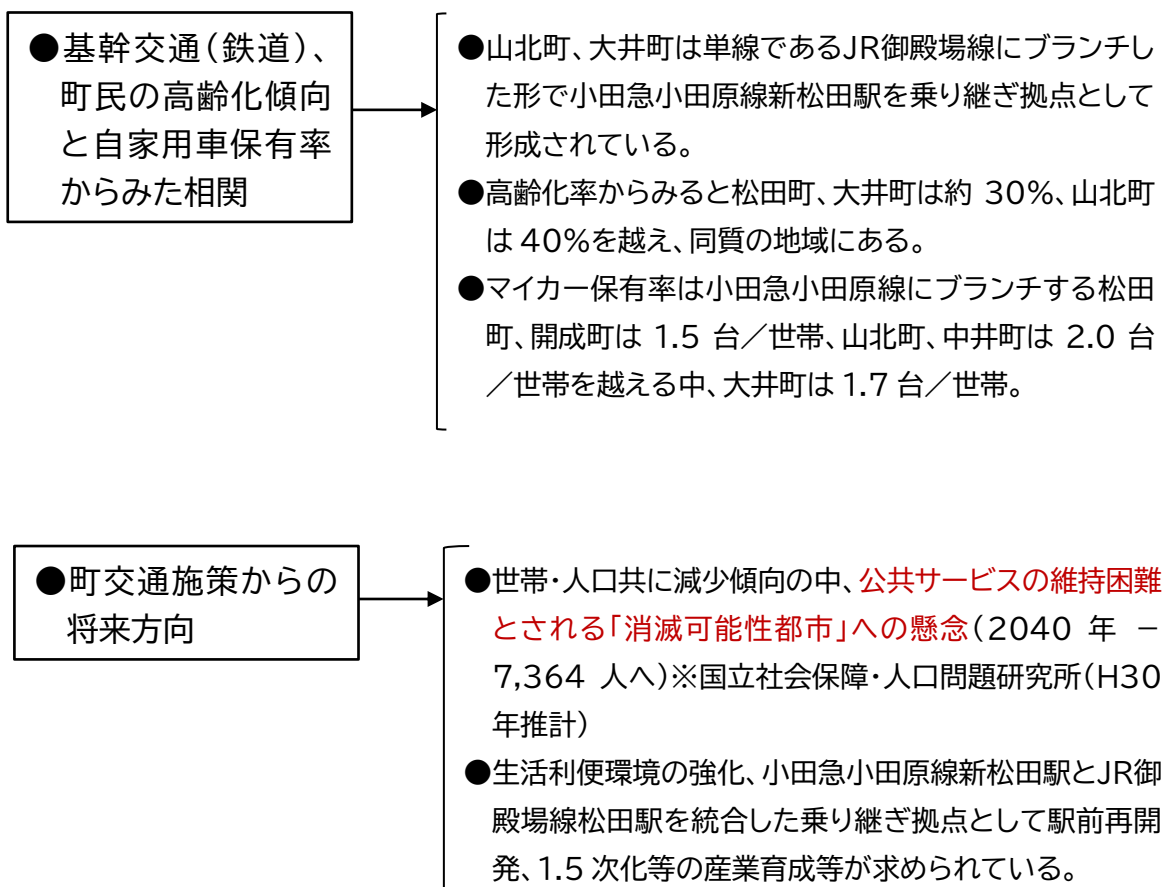 ●基幹交通(鉄道)、
町民の高齢化傾向
と自家用車保有率
からみた相関
●山北町、大井町は単線であるJR御殿場線にブランチし
た形で小田急小田原線新松田駅を乗り継ぎ拠点として
形成されている。
●高齢化率からみると松田町、大井町は約 30%、山北町
は 40%を越え、同質の地域にある。
●マイカー保有率は小田急小田原線にブランチする松田
町、開成町は 1.5 台/世帯、山北町、中井町は 2.0 台
/世帯を越える中、大井町は 1.7 台/世帯。
●町交通施策からの
将来方向
●世帯・人口共に減少傾向の中、公共サービスの維持困難
とされる「消滅可能性都市」への懸念(2040 年 −
7,364 人へ)※国立社会保障・人口問題研究所(H30
年推計)
●生活利便環境の強化、小田急小田原線新松田駅とJR御
殿場線松田駅を統合した乗り継ぎ拠点として駅前再開
発、1.5 次化等の産業育成等が求められている。